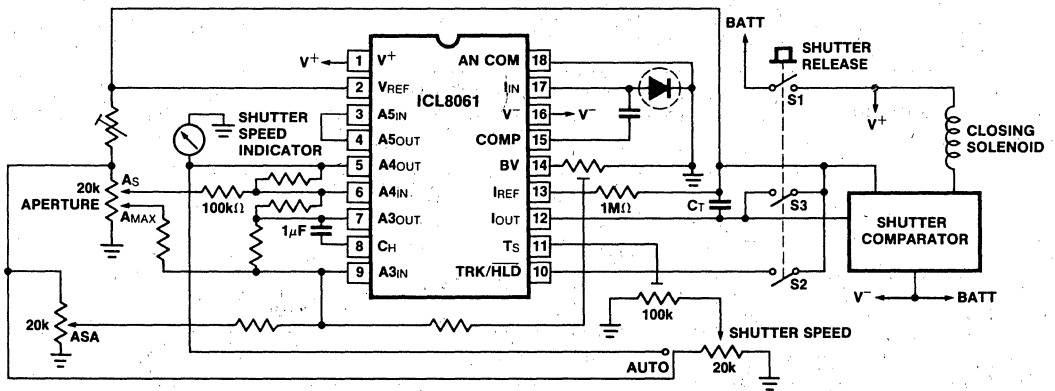 BATT
SHUTTER
RELEASE
S1
V+
CLOSING
SOLENOID
ICL8061
V+
1
V+
2
VREF
3
A5IN
4
A5OUT
5
A4OUT
6
A4IN
7
A3OUT
8
CH
9
A3IN
AN COM
18
IIN
17
V−
16
V−
COMP
15
BV
14
IREF
13
IOUT
12
TS
11
TRK/HLD
10
SHUTTER
SPEED
INDICATOR
20k
APERTURE
AS
AMAX
100kΩ
1μF
1MΩ
CT
S3
S2
SHUTTER
COMPARATOR
V−
BATT
20k
ASA
100k
SHUTTER SPEED
AUTO
20k